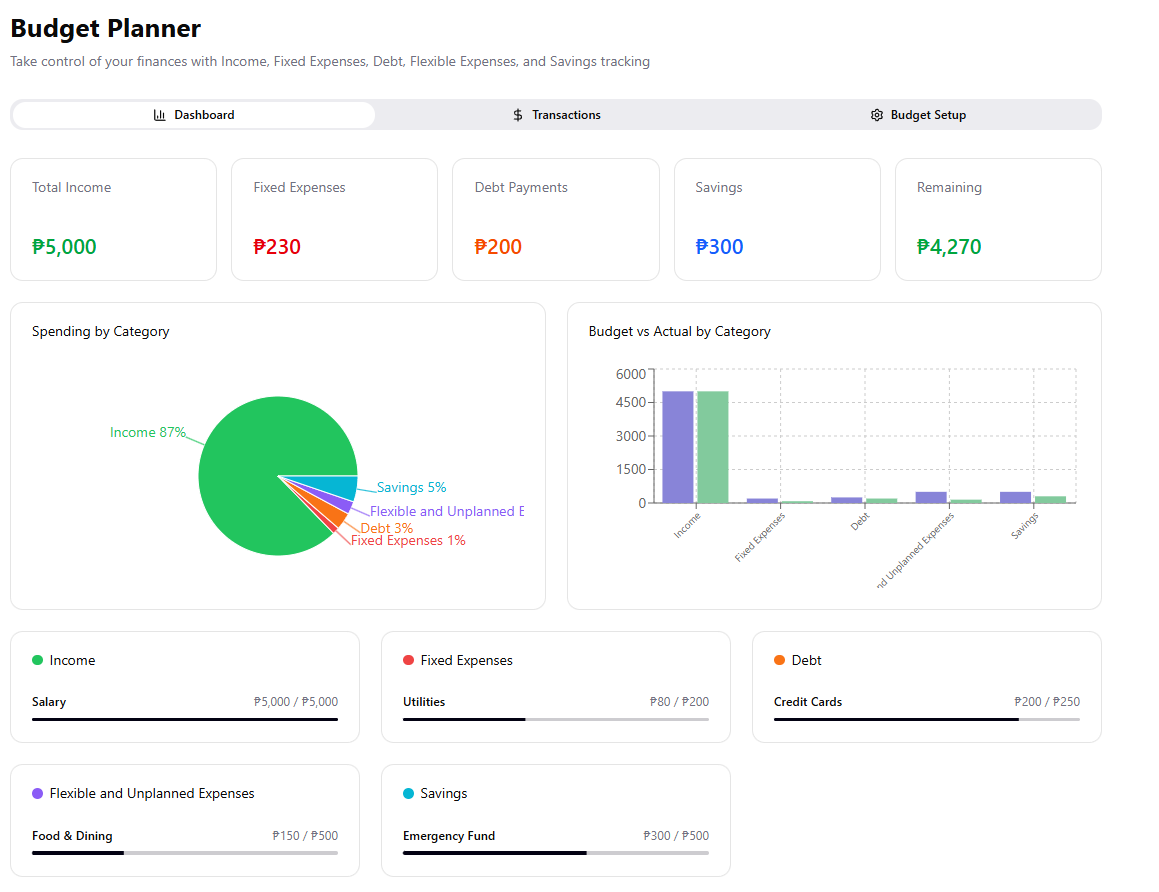 Budget Planner
Take control of your finances with Income, Fixed Expenses, Debt, Flexible Expenses, and Savings tracking
Dashboard
Transactions
Budget Setup
Total Income
₱5,000
Fixed Expenses
₱230
Debt Payments
₱200
Savings
₱300
Remaining
₱4,270
Spending by Category
Income 87%
Savings 5%
Flexible and Unplanned E
Debt 3%
Fixed Expenses 1%
Budget vs Actual by Category
6000
4500
3000
1500
0
Income
Fixed Expenses
Debt
nd Unplanned Expenses
Savings
Income
Salary
₱5,000 / ₱5,000
Fixed Expenses
Utilities
₱80 / ₱200
Debt
Credit Cards
₱200 / ₱250
Flexible and Unplanned Expenses
Food & Dining
₱150 / ₱500
Savings
Emergency Fund
₱300 / ₱500